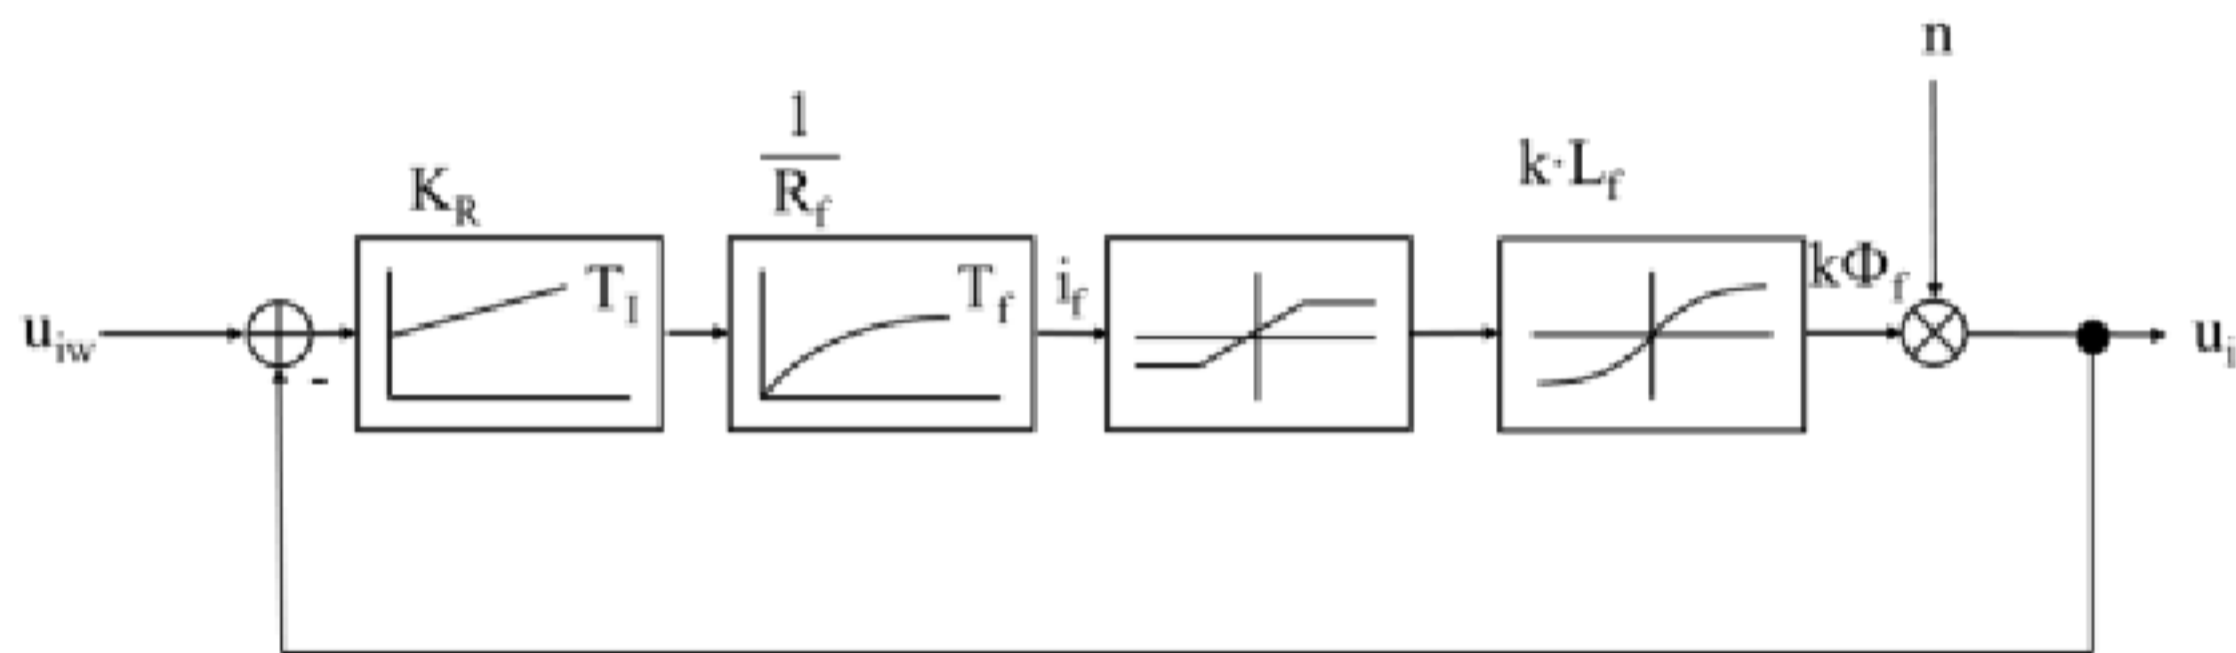 n
1
R_f
K_R
k·L_f
T_I
T_f
i_f
kΦ_f
u_iw
-
u_i